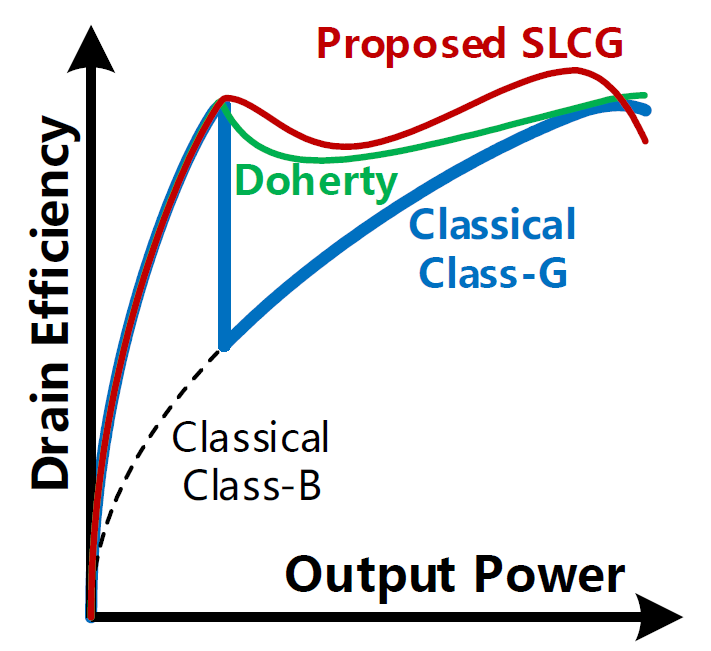 Proposed SLCG
Doherty
Classical
Class-G
Classical
Class-B
Drain Efficiency
Output Power